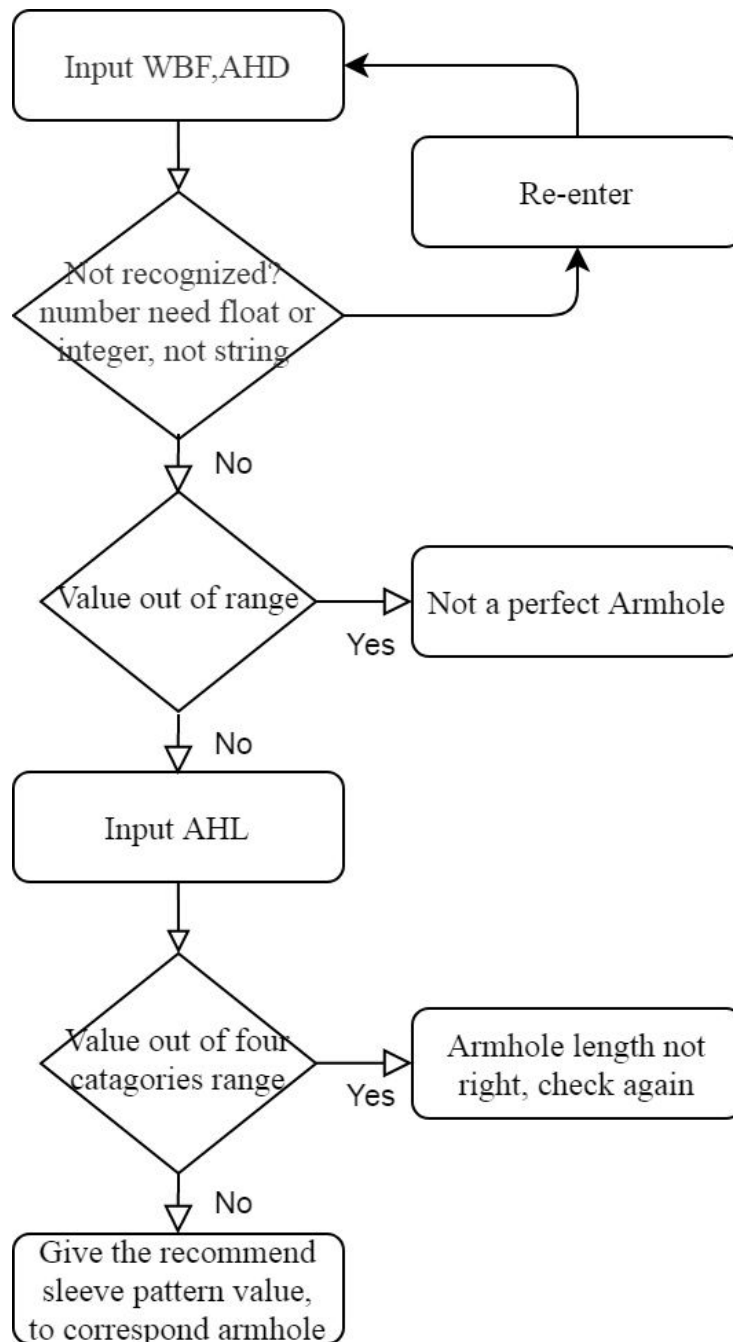 Input WBF,AHD
Re-enter
Not recognized?
number need float or
integer, not string
No
Value out of range
Yes
Not a perfect Armhole
No
Input AHL
Value out of four
catagories range
Yes
Armhole length not
right, check again
No
Give the recommend
sleeve pattern value,
to correspond armhole